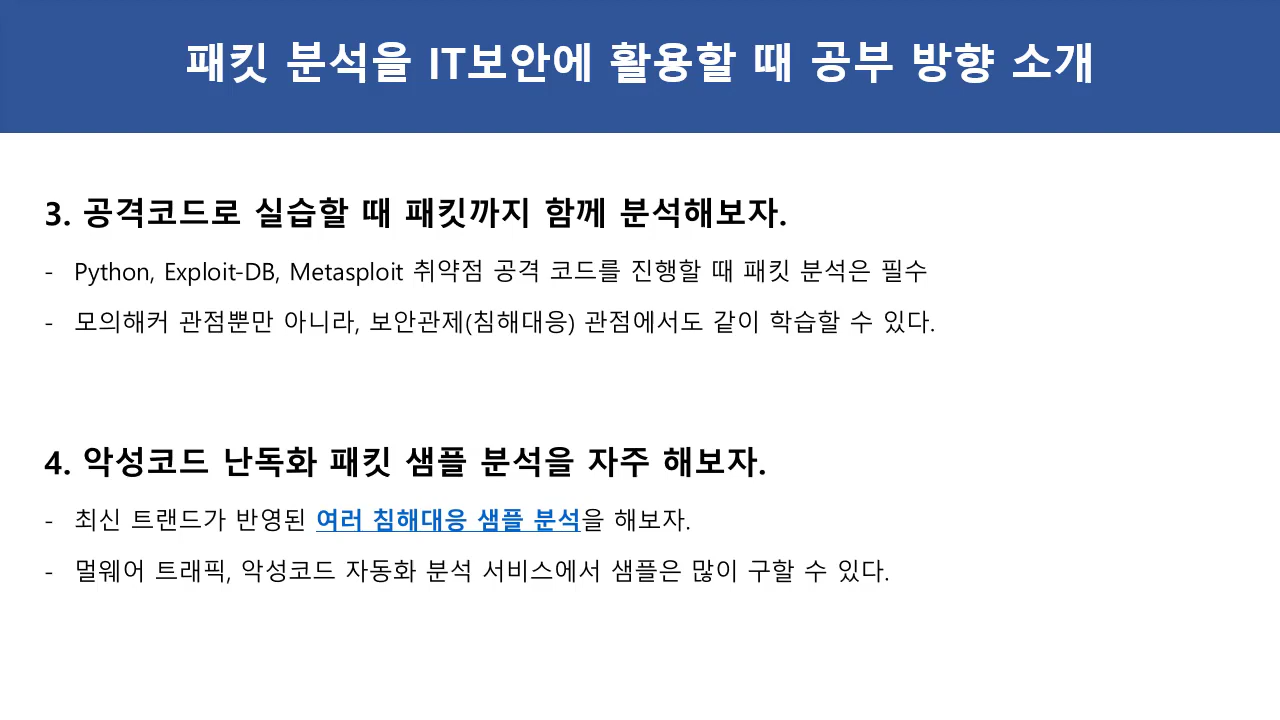 패킷 분석을 IT보안에 활용할 때 공부 방향 소개
3. 공격코드로 실습할 때 패킷까지 함께 분석해보자.
- Python, Exploit-DB, Metasploit 취약점 공격 코드를 진행할 때 패킷 분석은 필수
- 모의해커 관점뿐만 아니라, 보안관제(침해대응) 관점에서도 같이 학습할 수 있다.
4. 악성코드 난독화 패킷 샘플 분석을 자주 해보자.
- 최신 트랜드가 반영된 여러 침해대응 샘플 분석을 해보자.
- 멀웨어 트래픽, 악성코드 자동화 분석 서비스에서 샘플은 많이 구할 수 있다.